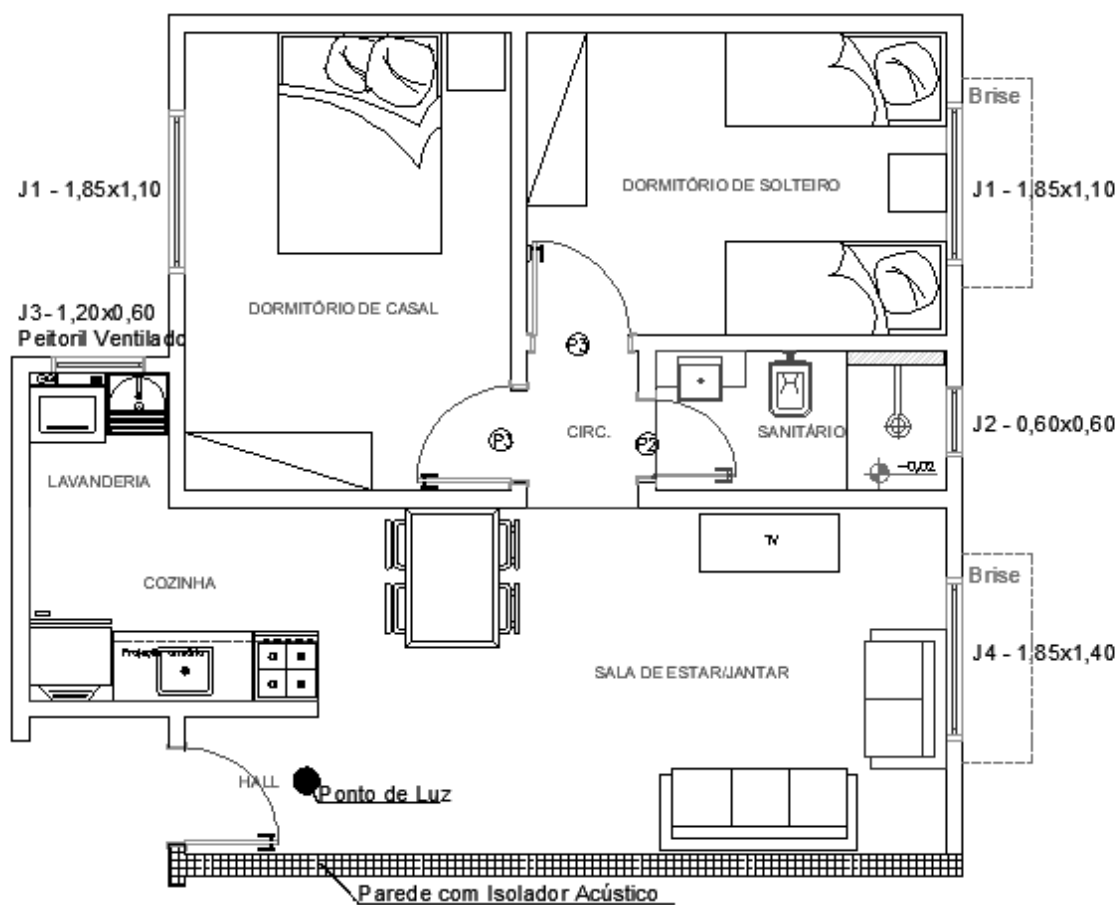 Brise
J1 - 1,85x1,10
DORMITÓRIO DE SOLTEIRO
J1 - 1,85x1,10
J3- 1,20x0,60
Peitoril Ventilado
DORMITÓRIO DE CASAL
P3
P3
CIRC.
P2
SANITÁRIO
J2 - 0,60x0,60
-0,02
LAVANDERIA
TV
COZINHA
Brise
SALA DE ESTAR/JANTAR
J4 - 1,85x1,40
HALL
Ponto de Luz
Parede com Isolador Acústico